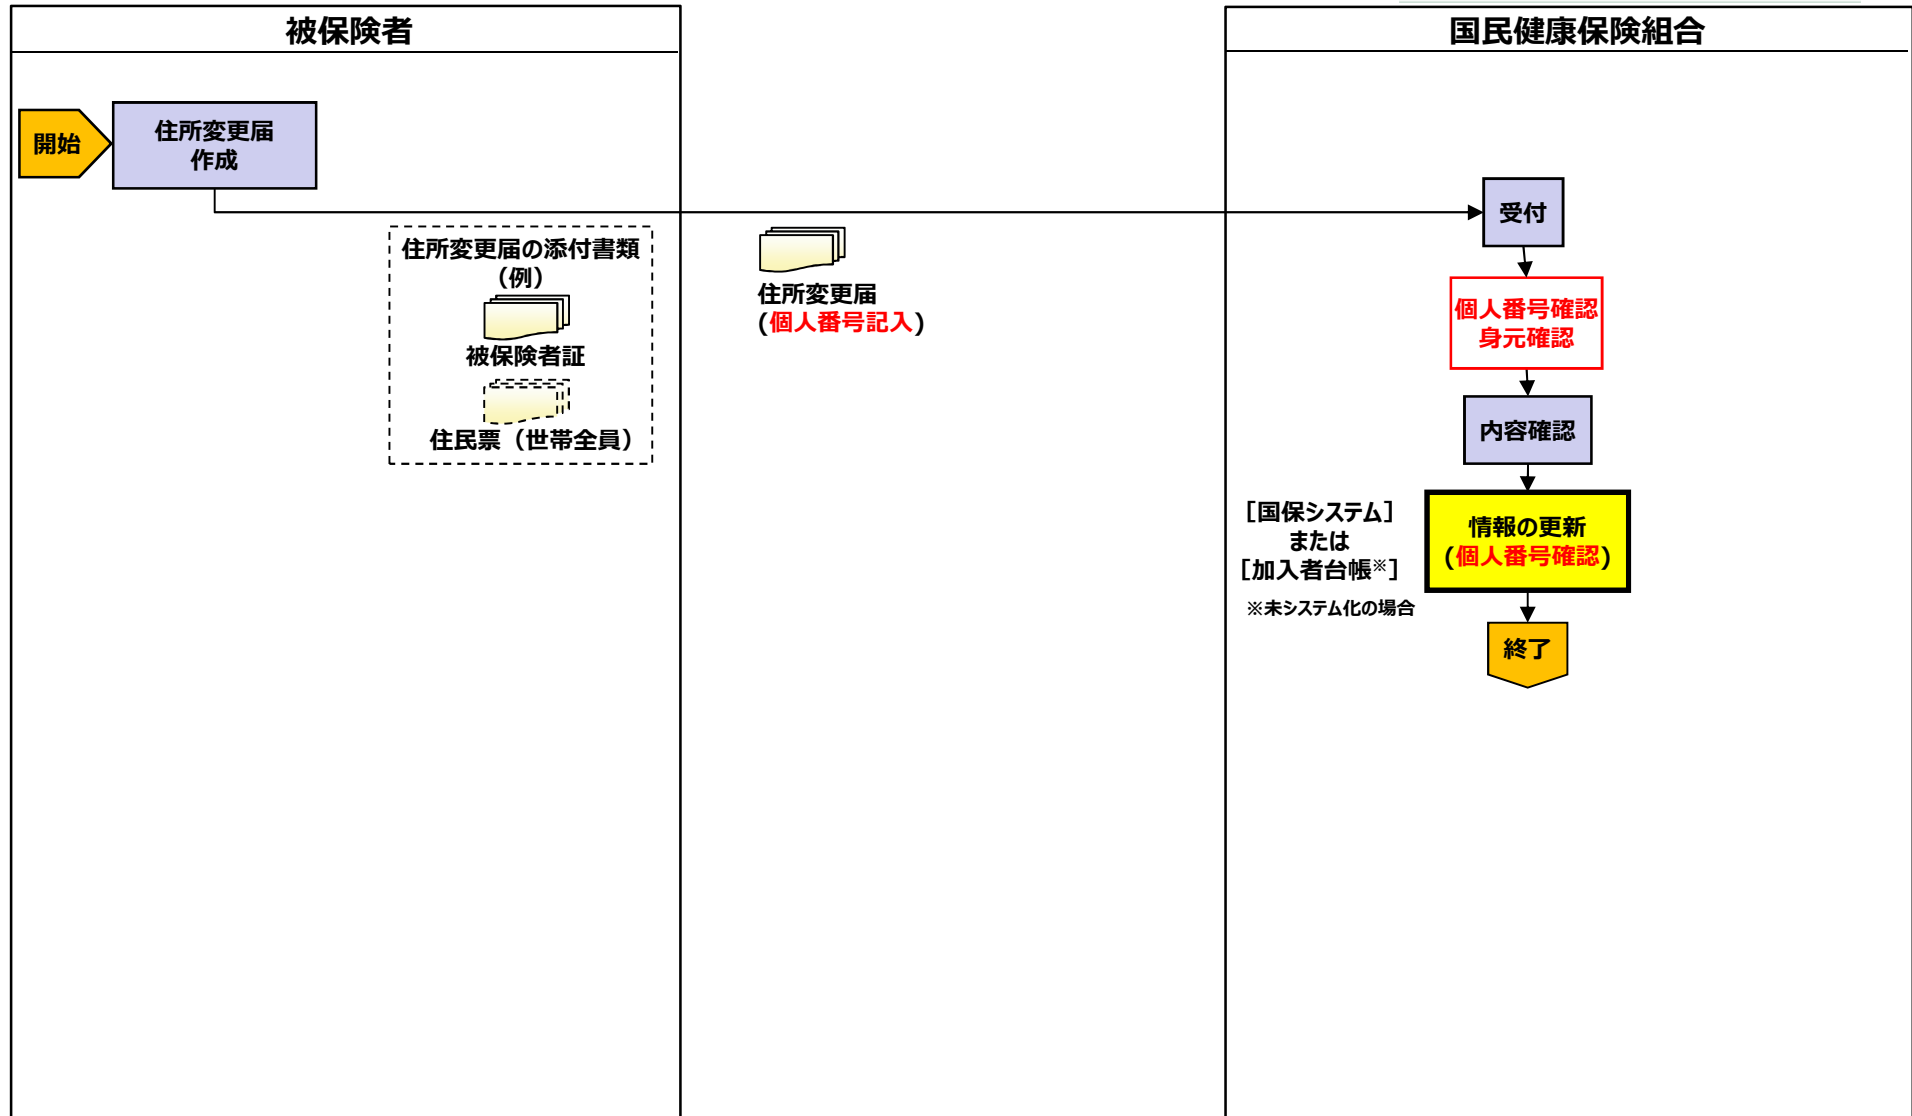 被保険者
国民健康保険組合
開始
住所変更届
作成
受付
住所変更届の添付書類
（例）
被保険者証
住民票（世帯全員）
住所変更届
(個人番号記入)
個人番号確認
身元確認
内容確認
［国保システム］
または
［加入者台帳※］
※未システム化の場合
情報の更新
(個人番号確認)
終了